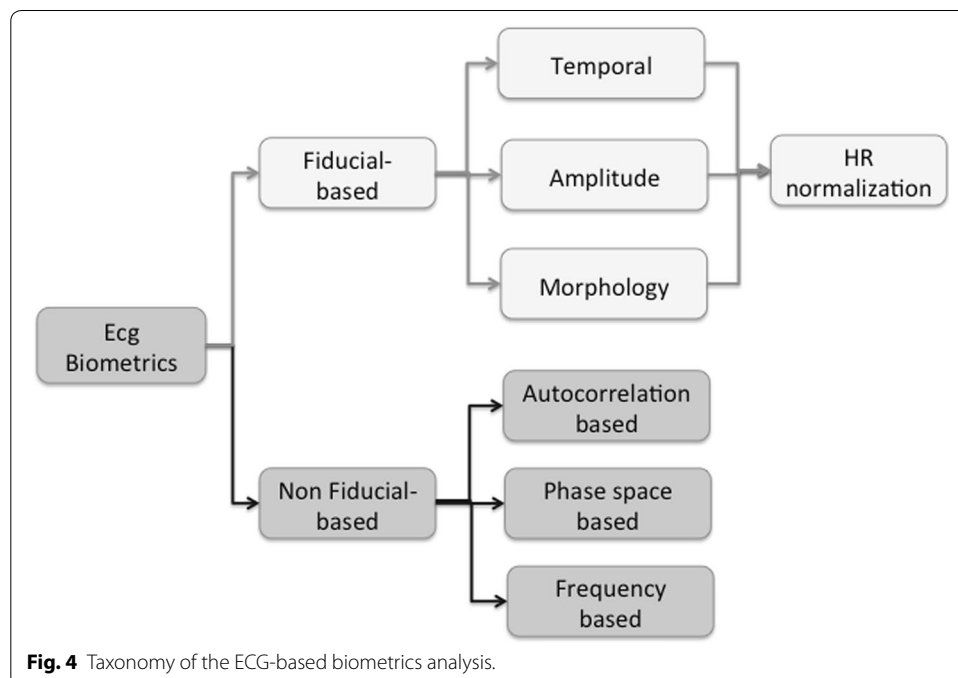 Temporal
Fiducial-
based
Amplitude
HR
normalization
Morphology
Ecg
Biometrics
Autocorrelation
based
Non Fiducial-
based
Phase space
based
Frequency
based
Fig. 4 Taxonomy of the ECG-based biometrics analysis.